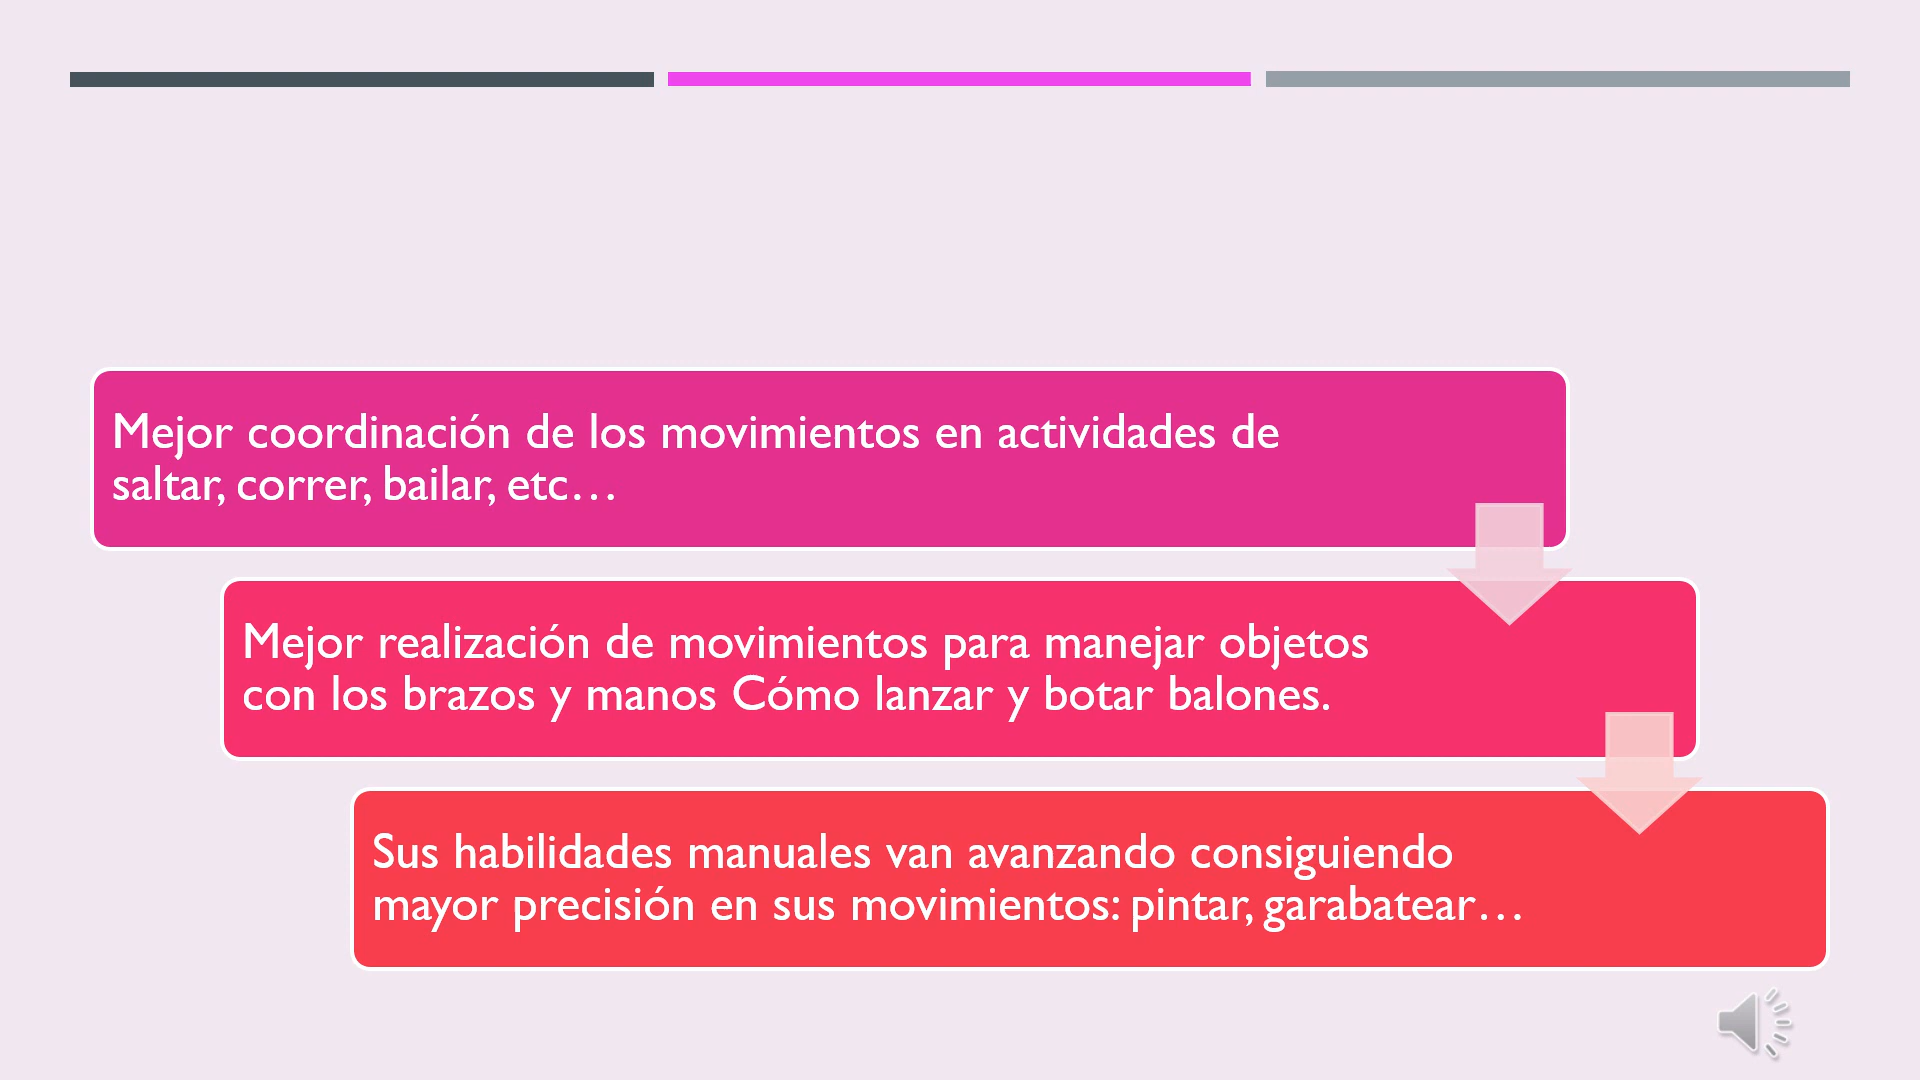 Mejor coordinación de los movimientos en actividades de
saltar, correr, bailar, etc…
Mejor realización de movimientos para manejar objetos
con los brazos y manos Cómo lanzar y botar balones.
Sus habilidades manuales van avanzando consiguiendo
mayor precisión en sus movimientos: pintar, garabatear…